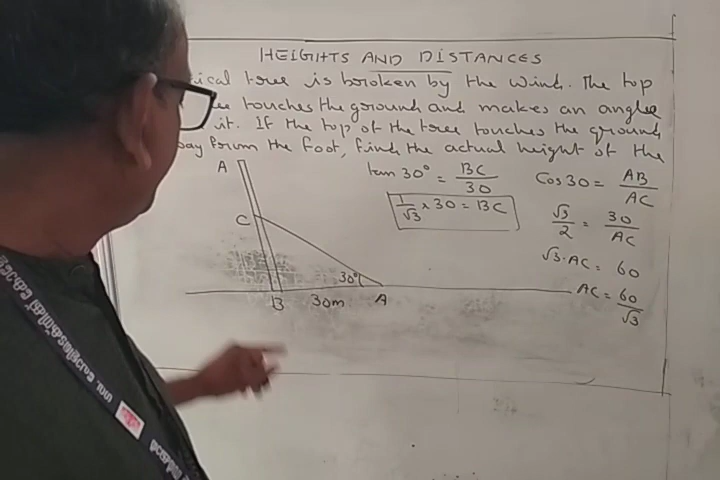 HEIGHTS AND DISTANCES
ical tree is broken by the wind. The top
ee touches the ground and makes an angle
it. If the top of the tree touches the ground
ay from the foot, find the actual height of the
A
C
B
30m
A
30°
tan 30° = BC/30
1/√3 × 30 = BC
Cos 30 = AB/AC
√3/2 = 30/AC
√3·AC = 60
AC = 60/√3